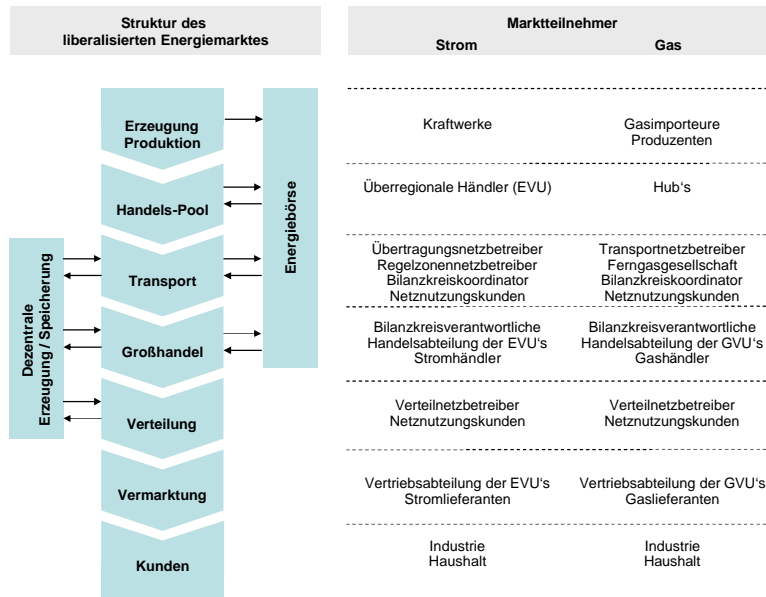 Struktur des
liberalisierten Energiemarktes
Marktteilnehmer
Strom
Gas
Erzeugung
Produktion
Kraftwerke
Gasimporteure
Produzenten
Handels-Pool
Überregionale Händler (EVU)
Hub's
Energiebörse
Dezentrale
Erzeugung / Speicherung
Transport
Übertragungsnetzbetreiber
Regelzonennetzbetreiber
Bilanzkreiskoordinator
Netznutzungskunden
Transportnetzbetreiber
Ferngasgesellschaft
Bilanzkreiskoordinator
Netznutzungskunden
Großhandel
Bilanzkreisverantwortliche
Handelsabteilung der EVU's
Stromhändler
Bilanzkreisverantwortliche
Handelsabteilung der GVU's
Gashändler
Verteilung
Verteilnetzbetreiber
Netznutzungskunden
Verteilnetzbetreiber
Netznutzungskunden
Vermarktung
Vertriebsabteilung der EVU's
Stromlieferanten
Vertriebsabteilung der GVU's
Gaslieferanten
Kunden
Industrie
Haushalt
Industrie
Haushalt